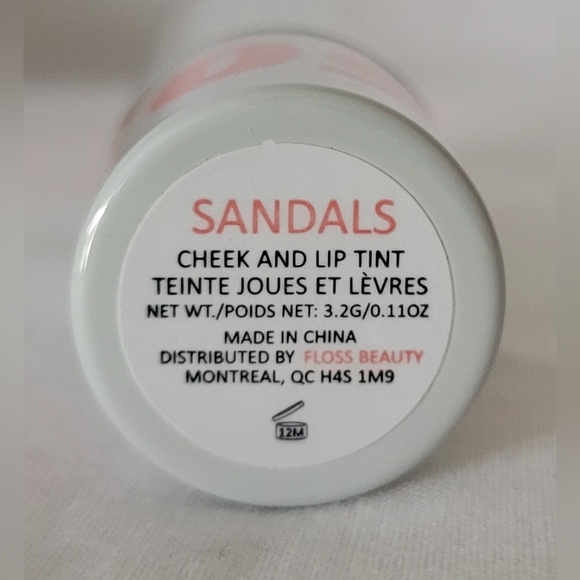 SANDALS
CHEEK AND LIP TINT
TEINTE JOUES ET LÈVRES
NET WT./POIDS NET: 3.2G/0.11OZ
MADE IN CHINA
DISTRIBUTED BY FLOSS BEAUTY
MONTREAL, QC H4S 1M9
12M